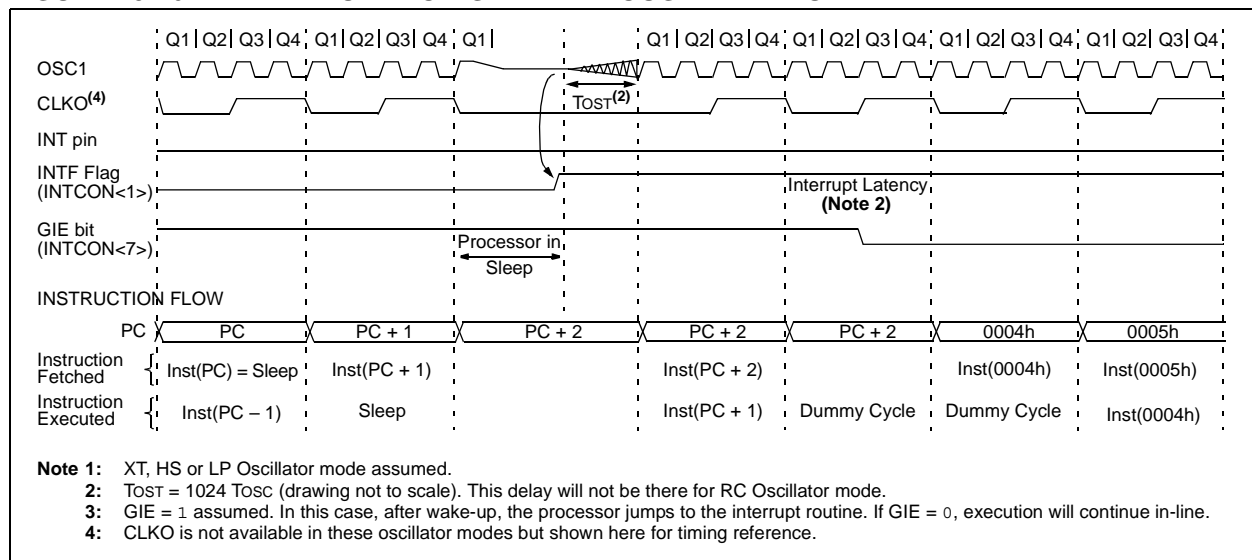 Q1 Q2 Q3 Q4 Q1 Q2 Q3 Q4 Q1 Q1 Q2 Q3 Q4 Q1 Q2 Q3 Q4 Q1 Q2 Q3 Q4 Q1 Q2 Q3 Q4
OSC1
CLKO(4)
TOST(2)
INT pin
INTF Flag
(INTCON<1>)
Interrupt Latency
(Note 2)
GIE bit
(INTCON<7>)
Processor in
Sleep
INSTRUCTION FLOW
PC PC PC + 1 PC + 2 PC + 2 PC + 2 0004h 0005h
Instruction
Fetched
Inst(PC) = Sleep Inst(PC + 1) Inst(PC + 2) Inst(0004h) Inst(0005h)
Instruction
Executed
Inst(PC – 1) Sleep Inst(PC + 1) Dummy Cycle Dummy Cycle Inst(0004h)
Note 1: XT, HS or LP Oscillator mode assumed.
2: TOST = 1024 TOSC (drawing not to scale). This delay will not be there for RC Oscillator mode.
3: GIE = 1 assumed. In this case, after wake-up, the processor jumps to the interrupt routine. If GIE = 0, execution will continue in-line.
4: CLKO is not available in these oscillator modes but shown here for timing reference.